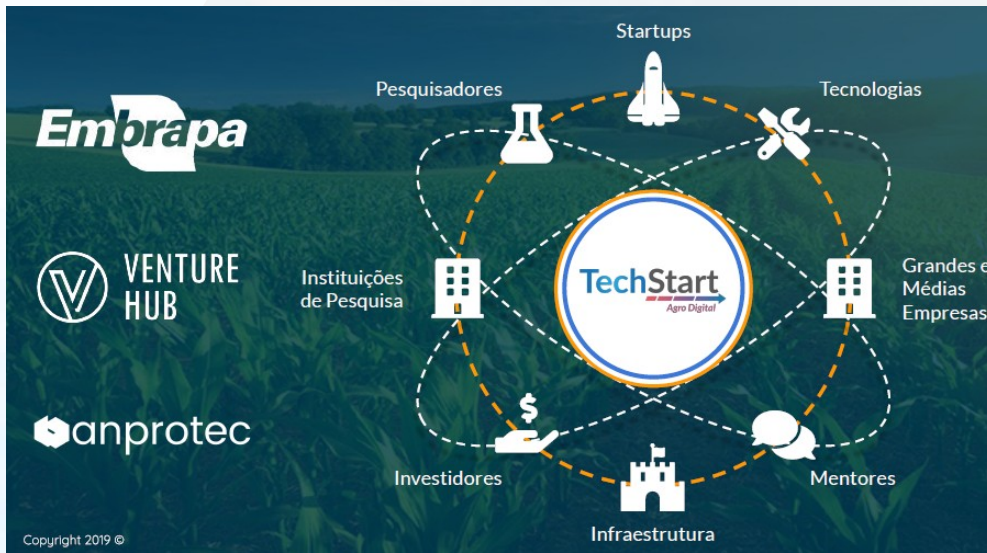 Embrapa
VENTURE
HUB
anprotec
Copyright 2019 ©
Startups
Pesquisadores
Tecnologias
Instituições
de Pesquisa
TechStart
Agro Digital
Grandes e
Médias
Empresas
Investidores
Mentores
Infraestrutura